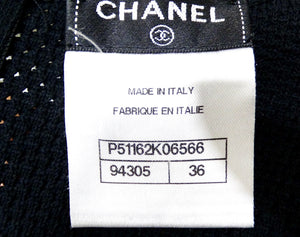 CHANEL
MADE IN ITALY
FABRIQUE EN ITALIE
P51162K06566
94305 36